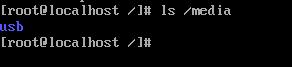 [root@localhost /]# ls /media
usb
[root@localhost /]#